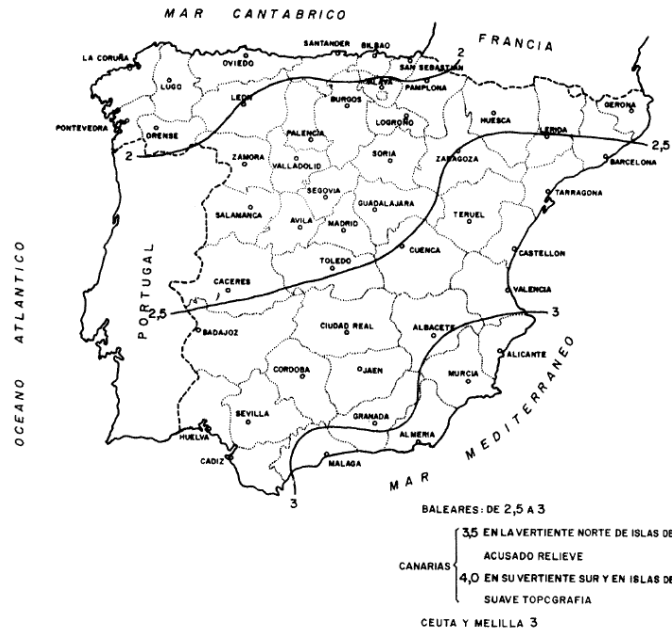 MAR CANTABRICO
FRANCIA
OCEANO ATLANTICO
PORTUGAL
MAR MEDITERRANEO
2
SANTANDER
BILBAO
LA CORUÑA
OVIEDO
SAN SEBASTIAN
LUGO
ALAVA
PAMPLONA
LEON
BURGOS
GERONA
HUESCA
PONTEVEDRA
ORENSE
LOGROÑO
LERIDA
PALENCIA
2
2,5
ZAMORA
VALLADOLID
SORIA
ZARAGOZA
BARCELONA
SEGOVIA
TARRAGONA
SALAMANCA
AVILA
MADRID
GUADALAJARA
TERUEL
CUENCA
CASTELLON
TOLEDO
CACERES
VALENCIA
2,5
BADAJOZ
CIUDAD REAL
ALBACETE
3
ALICANTE
CORDOBA
JAEN
MURCIA
SEVILLA
GRANADA
HUELVA
ALMERIA
CADIZ
MALAGA
3
BALEARES: DE 2,5 A 3
CANARIAS
3,5 EN LA VERTIENTE NORTE DE ISLAS DE
ACUSADO RELIEVE
4,0 EN SU VERTIENTE SUR Y EN ISLAS DE
SUAVE TOPOGRAFIA
CEUTA Y MELILLA 3